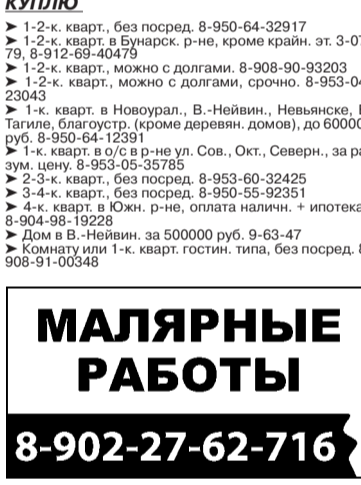 КУПЛЮ
➤ 1-2-к. кварт., без посред. 8-950-64-32917
➤ 1-2-к. кварт. в Бунарск. р-не, кроме крайн. эт. 3-07
79, 8-912-69-40479
➤ 1-2-к. кварт., можно с долгами. 8-908-90-93203
➤ 1-2-к. кварт., можно с долгами, срочно. 8-953-04
23043
➤ 1-к. кварт. в Новоурал., В.-Нейвин., Невьянске,
Тагиле, благоустр. (кроме деревян. домов), до 60000
руб. 8-950-64-12391
➤ 1-к. кварт. в о/с в р-не ул. Сов., Окт., Северн., за ра
зум. цену. 8-953-05-35785
➤ 2-3-к. кварт., без посред. 8-953-60-32425
➤ 3-4-к. кварт., без посред. 8-950-55-92351
➤ 4-к. кварт. в Южн. р-не, оплата наличн. + ипотека
8-904-98-19228
➤ Дом в В.-Нейвин. за 500000 руб. 9-63-47
➤ Комнату или 1-к. кварт. гостин. типа, без посред. 8
908-91-00348
МАЛЯРНЫЕ
РАБОТЫ
8-902-27-62-716